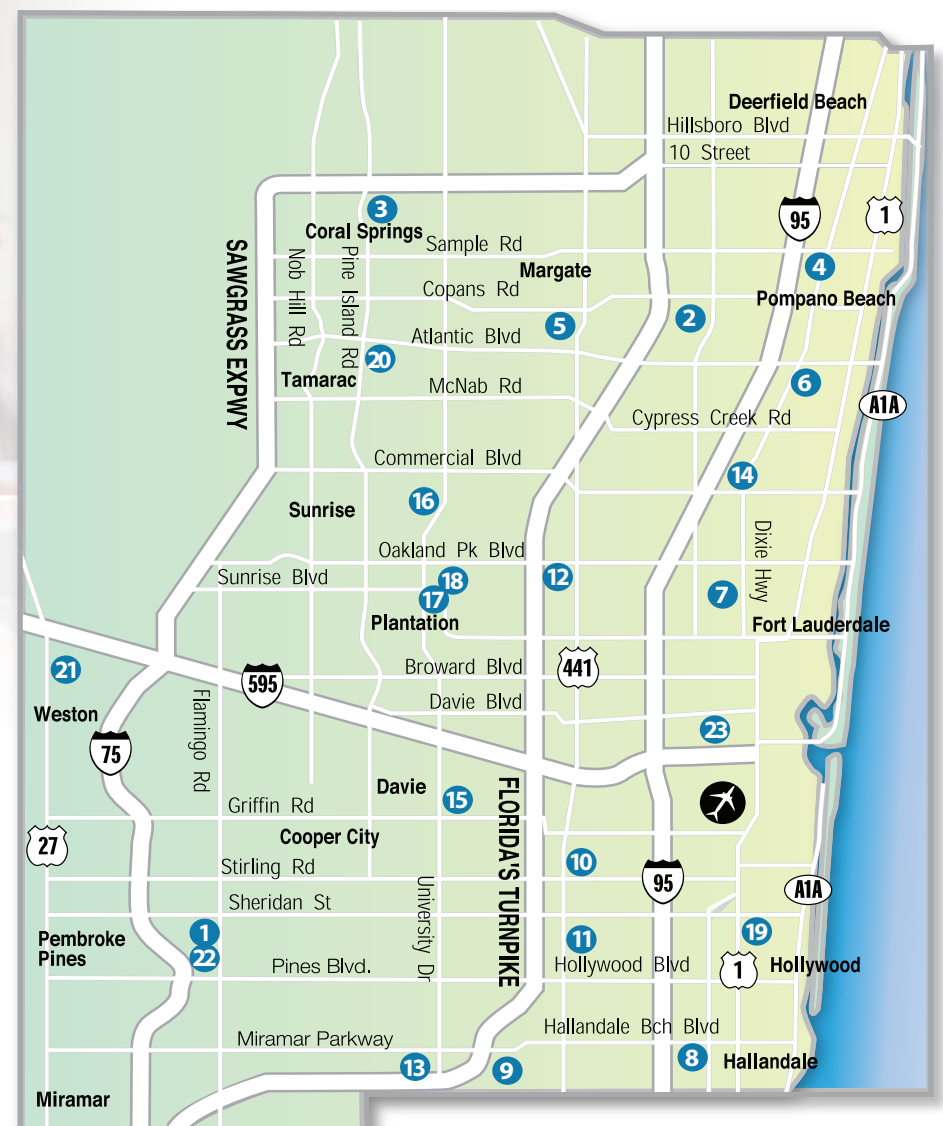 Deerfield Beach
Hillsboro Blvd
10 Street
3
95
1
Coral Springs
SAWGRASS EXPWY
Nob Hill Rd
Pine Island Rd
Sample Rd
Margate
4
Copans Rd
Pompano Beach
5
2
Atlantic Blvd
20
Tamarac
McNab Rd
6
A1A
Cypress Creek Rd
Commercial Blvd
14
16
Sunrise
Dixie Hwy
Oakland Pk Blvd
Sunrise Blvd
18
12
17
7
Plantation
Fort Lauderdale
21
Broward Blvd
441
595
Flamingo Rd
Davie Blvd
Weston
23
75
Davie
15
FLORIDA'S TURNPIKE
Griffin Rd
Cooper City
27
Stirling Rd
10
95
A1A
Sheridan St
University Dr
1
Pembroke
Pines
22
11
19
Pines Blvd.
Hollywood Blvd
1
Hollywood
Hallandale Bch Blvd
Miramar Parkway
13
9
8
Hallandale
Miramar